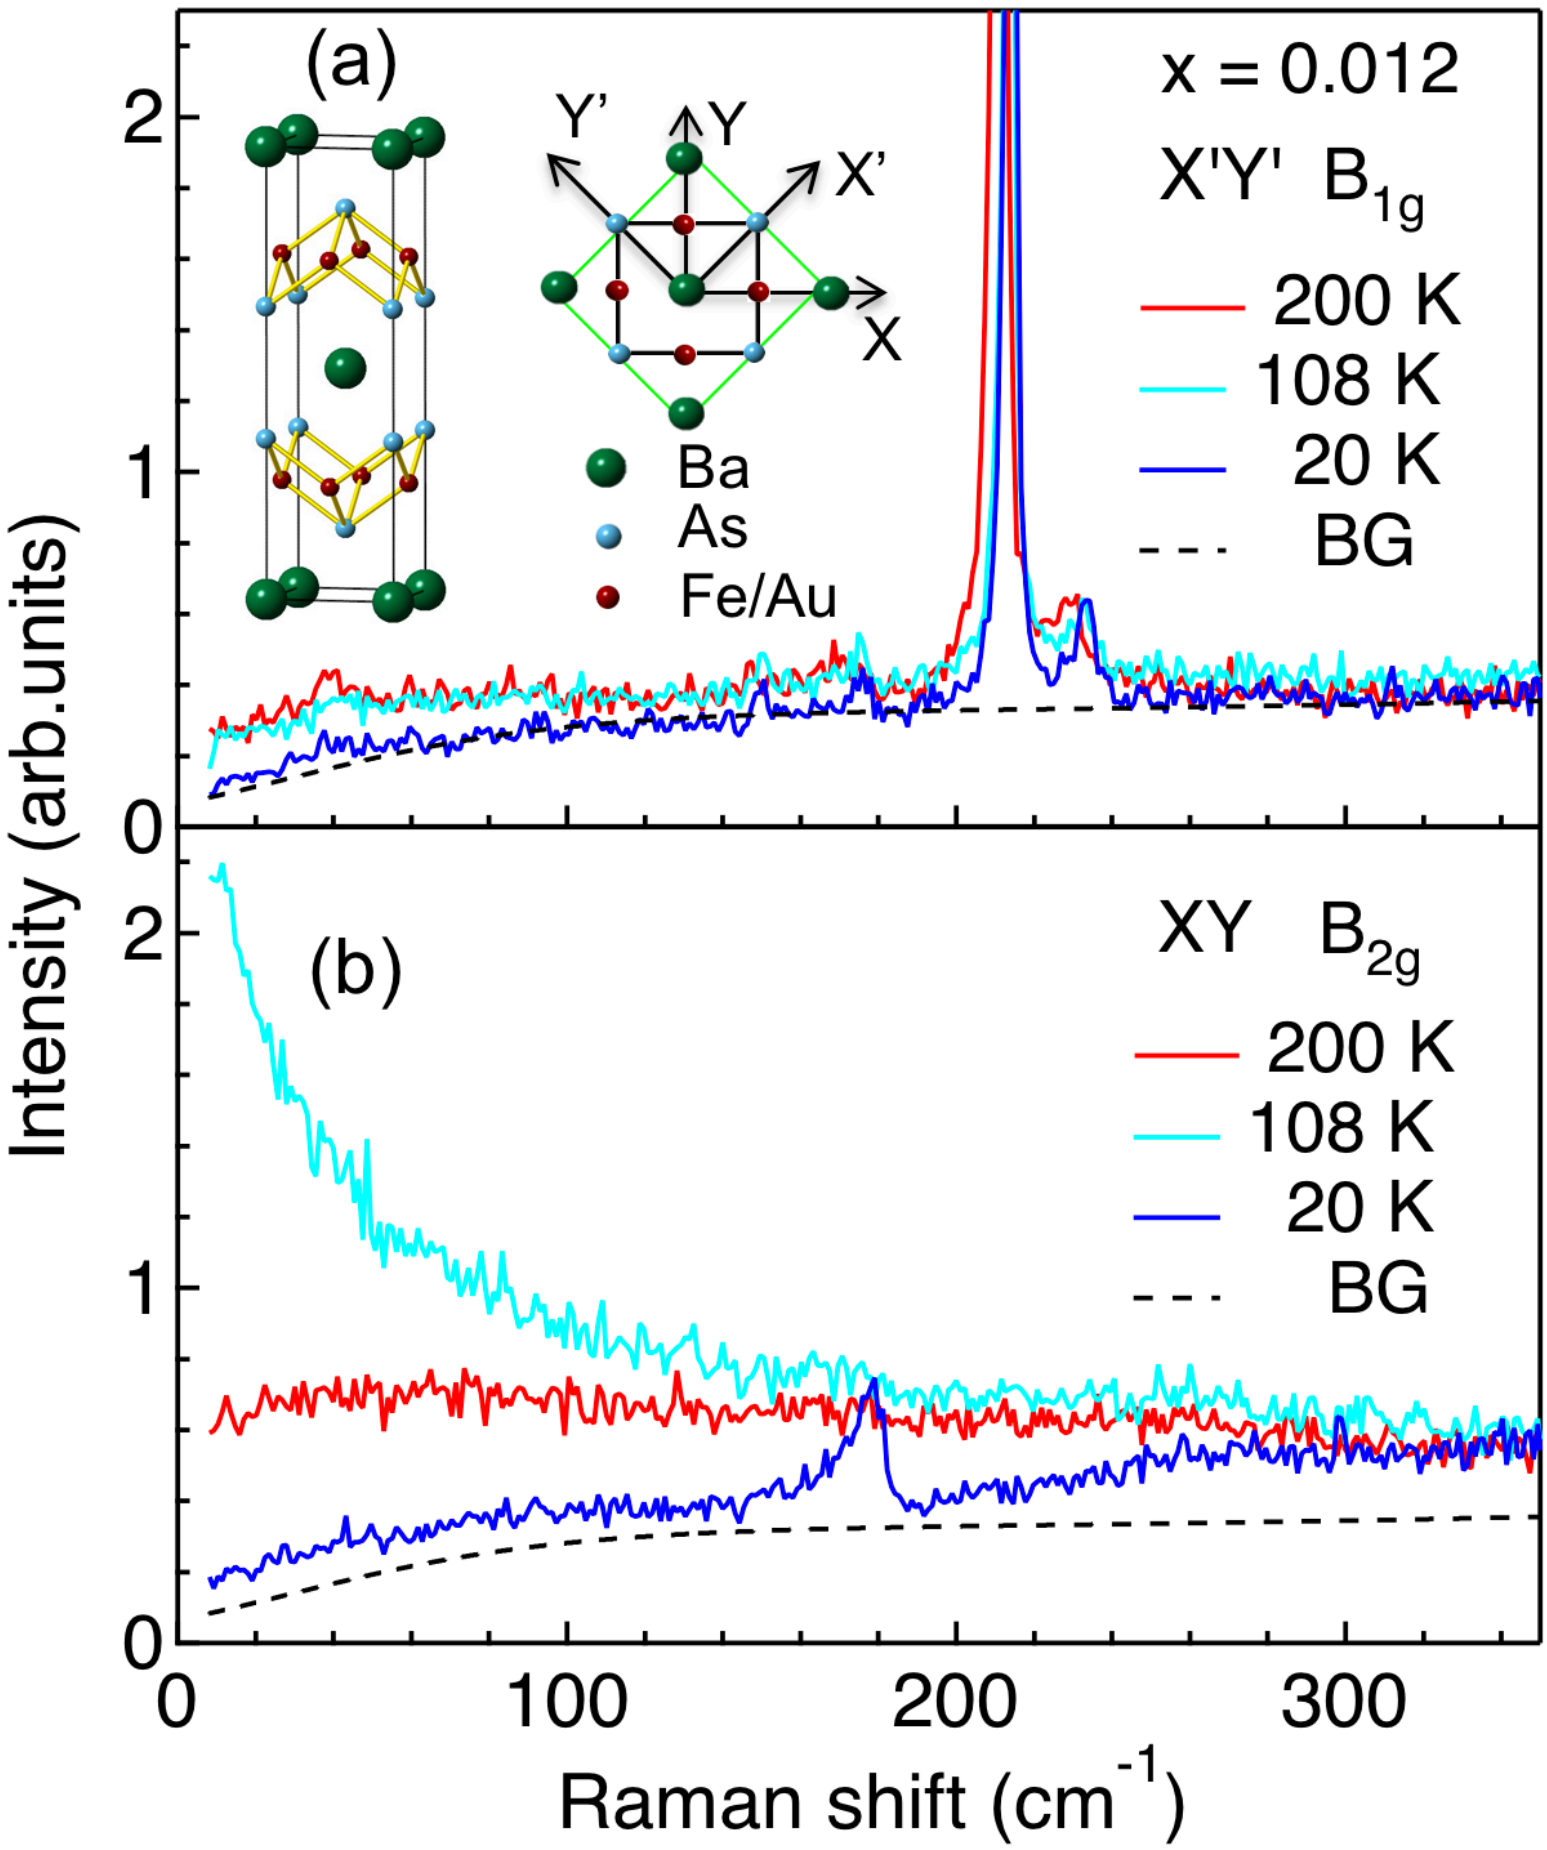 (a)
Y’
Y
X’
X
Ba
As
Fe/Au
x = 0.012
X'Y' B1g
200 K
108 K
20 K
BG
2
1
0
Intensity (arb.units)
(b)
XY B2g
200 K
108 K
20 K
BG
2
1
0
0 100 200 300
Raman shift (cm-1)